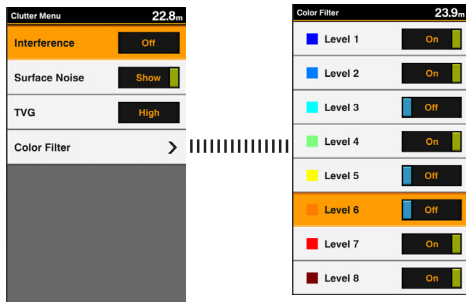 Clutter Menu 22.8m
Interference Off
Surface Noise Show
TVG High
Color Filter >
Color Filter 23.9m
Level 1 On
Level 2 On
Level 3 Off
Level 4 On
Level 5 Off
Level 6 Off
Level 7 On
Level 8 On